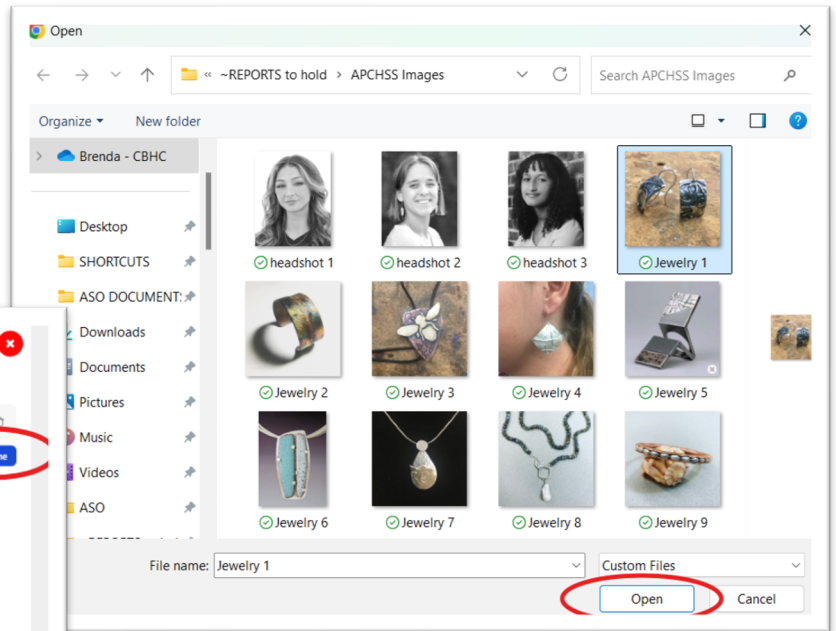 Open
« ~REPORTS to hold > APCHSS Images
Search APCHSS Images
Organize
New folder
Brenda - CBHC
Desktop
SHORTCUTS
ASO DOCUMENT:
Downloads
Documents
Pictures
Music
Videos
ASO
headshot 1
headshot 2
headshot 3
Jewelry 1
Jewelry 2
Jewelry 3
Jewelry 4
Jewelry 5
Jewelry 6
Jewelry 7
Jewelry 8
Jewelry 9
File name: Jewelry 1
Custom Files
Open
Cancel